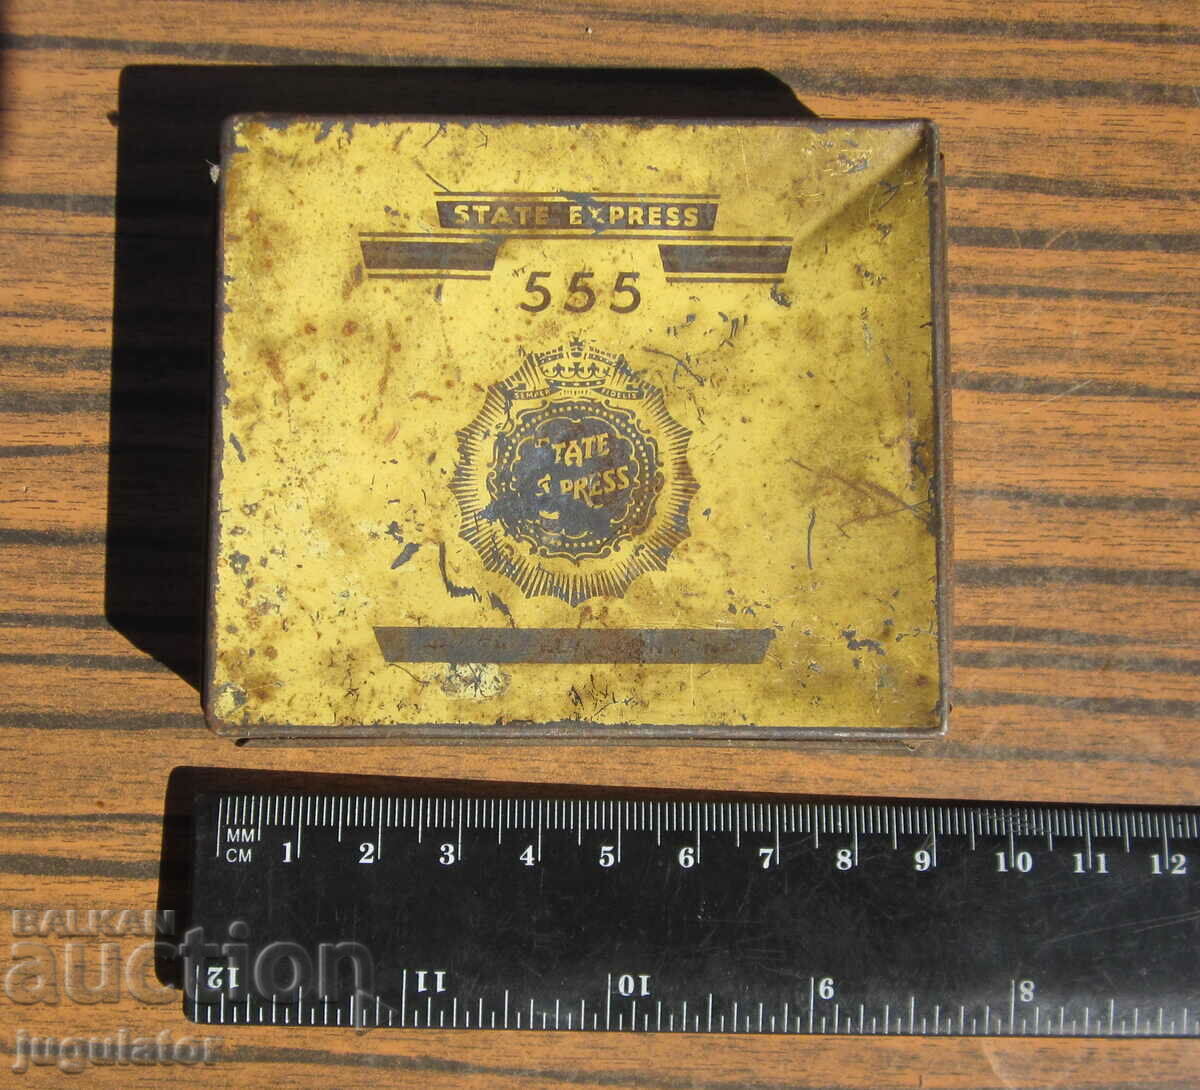 STATE EXPRESS
555
SEMPER FIDELIS
STATE
MM
CM 1 2 3 4 5 6 7 8 9 10 11 12
12 11 10 9 8
BALKAN
auction
jugulator